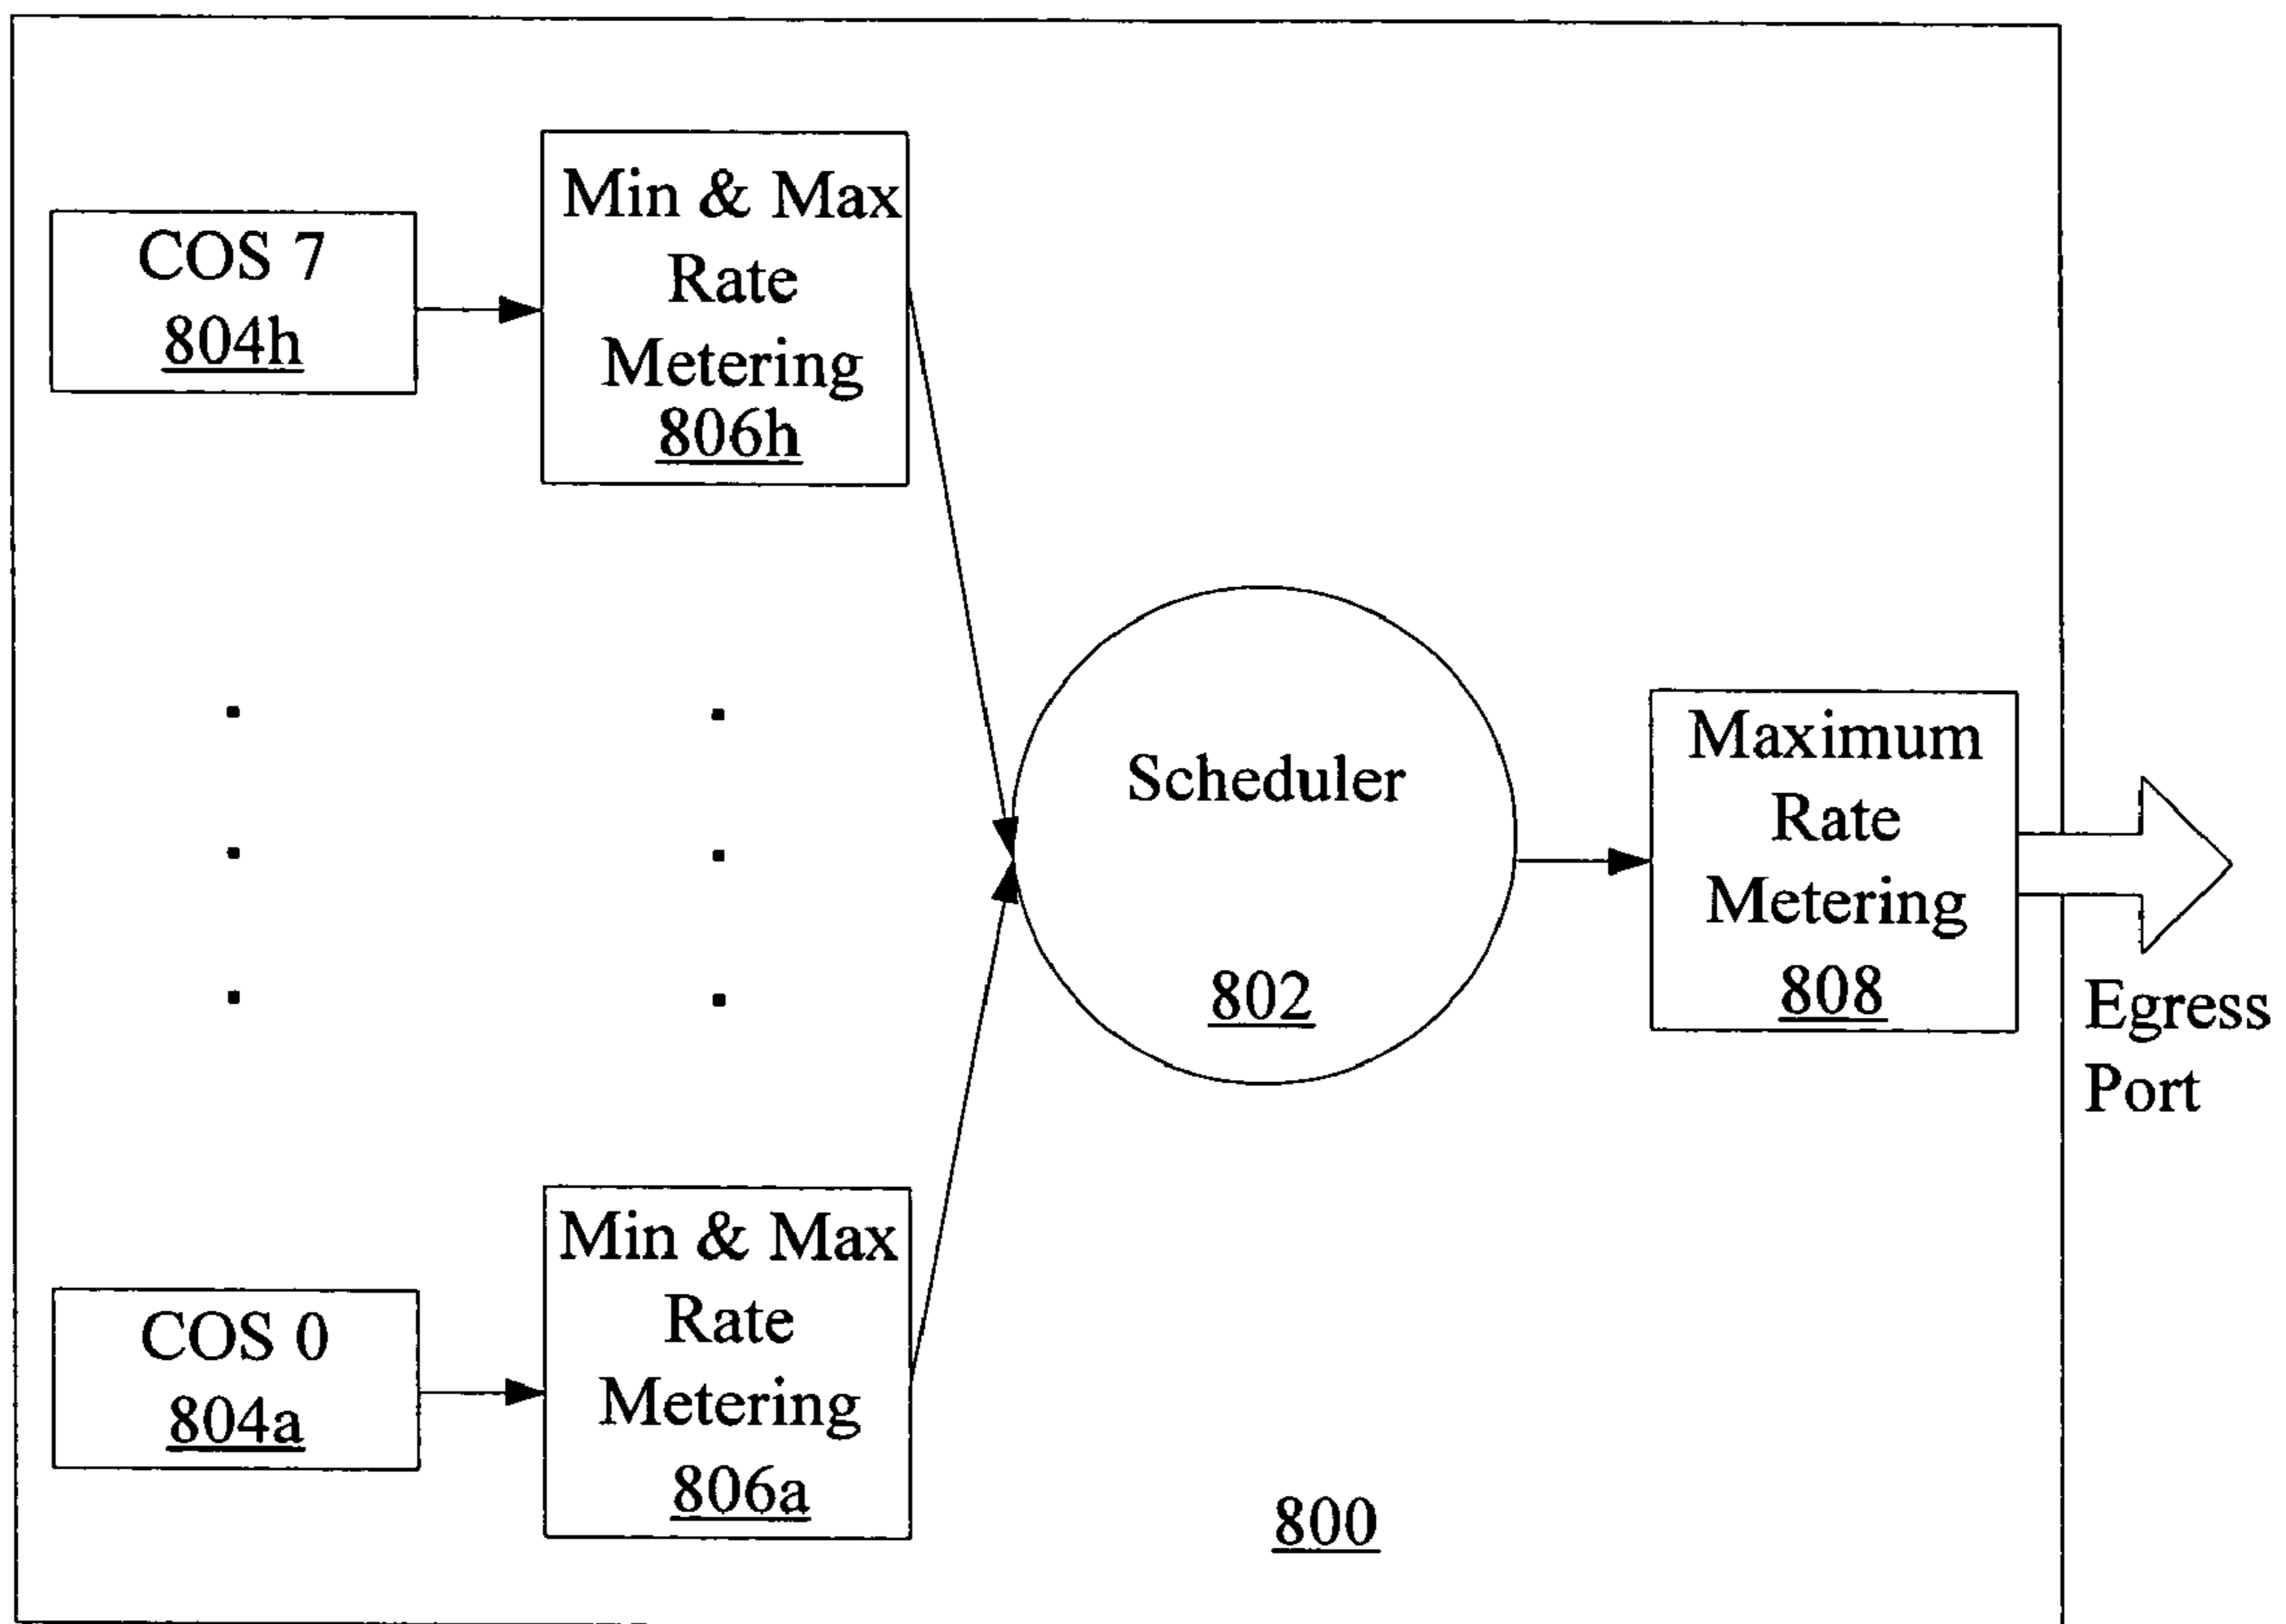 COS 7
804h
Min & Max
Rate
Metering
806h
Scheduler
802
Maximum
Rate
Metering
808
Egress
Port
COS 0
804a
Min & Max
Rate
Metering
806a
800